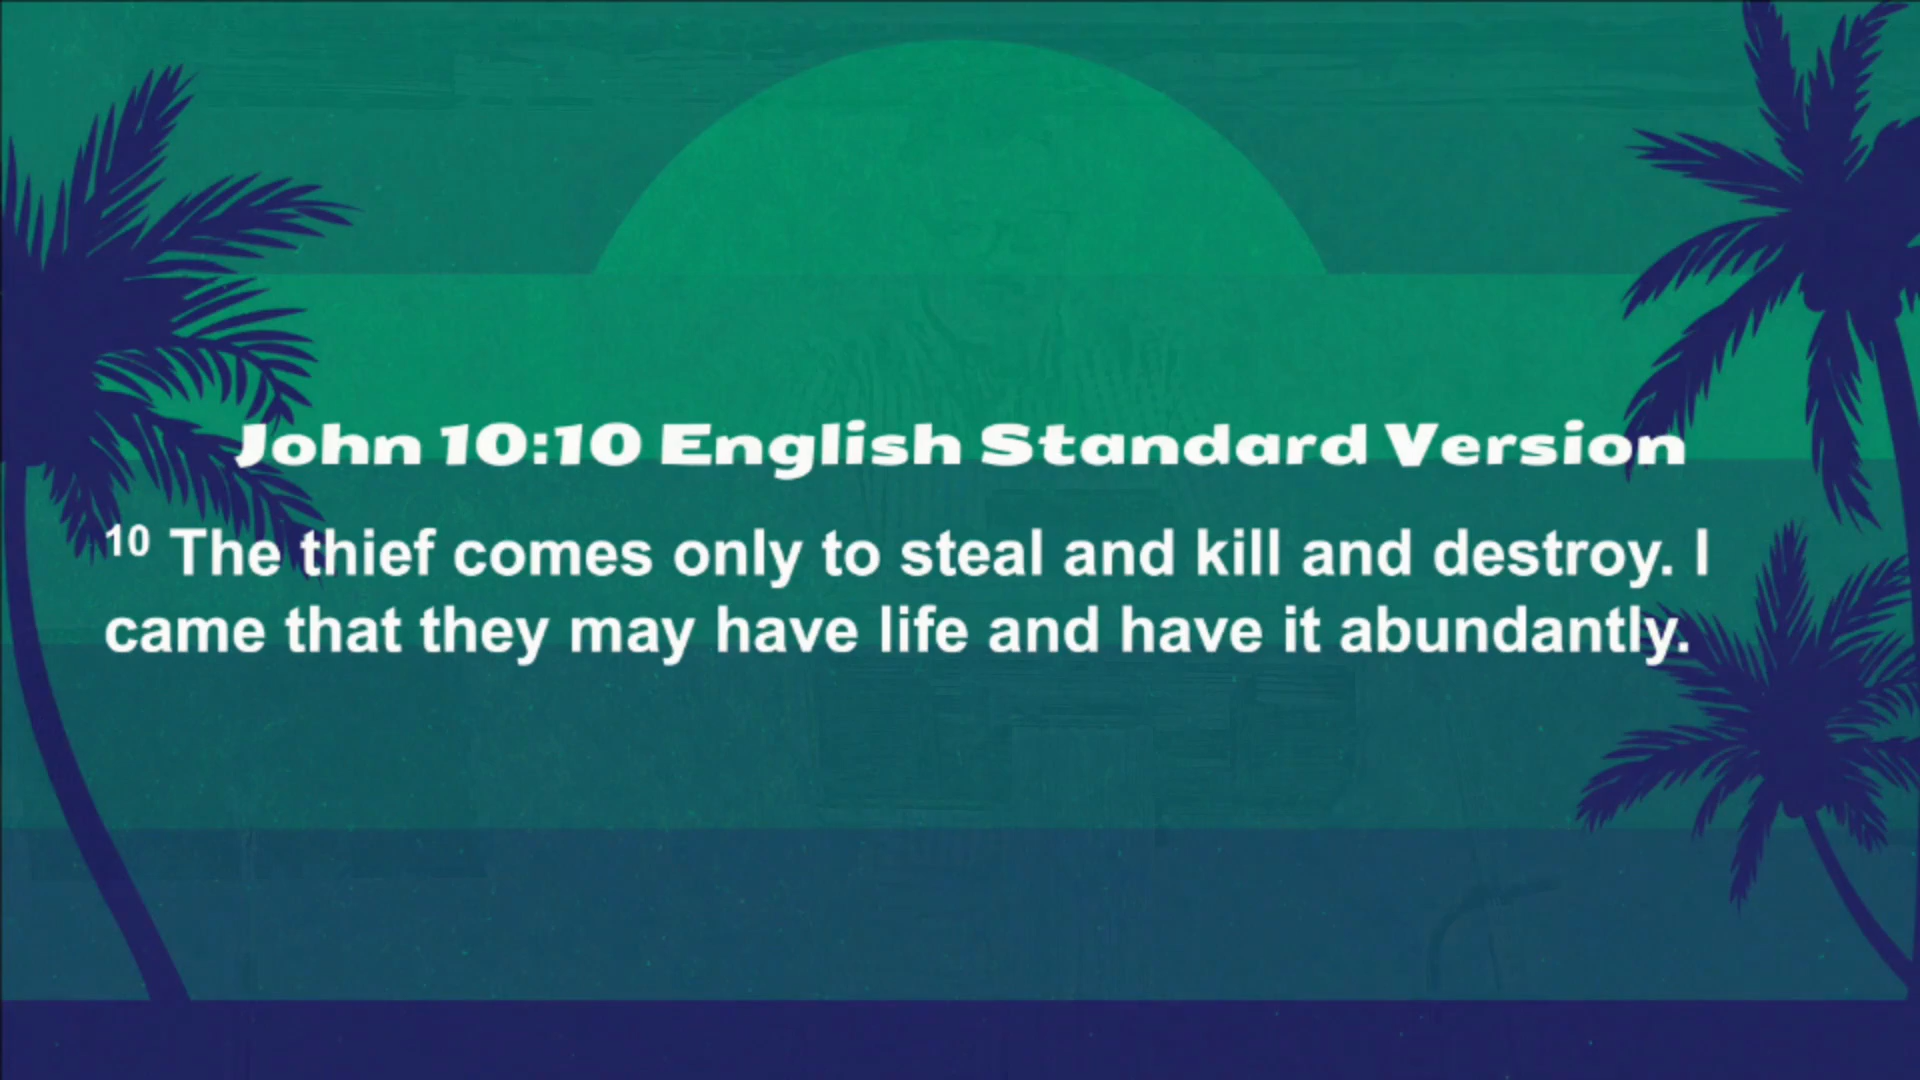 John 10:10 English Standard Version
10 The thief comes only to steal and kill and destroy. I
came that they may have life and have it abundantly.